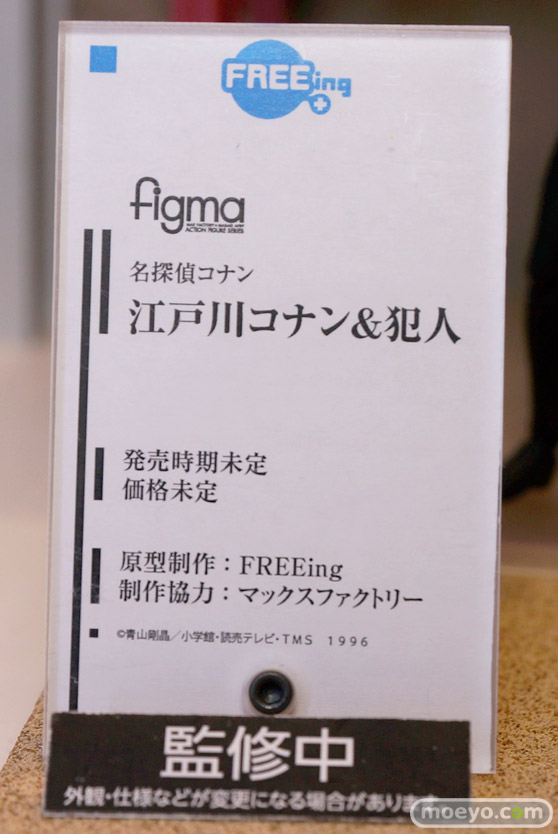 FREEing
figma
MAX FACTORY + MASAKI APSY
ACTION FIGURE SERIES
名探偵コナン
江戸川コナン&犯人
発売時期未定
価格未定
原型制作：FREEing
制作協力：マックスファクトリー
©青山剛昌／小学館・読売テレビ・TMS 1996
監修中
外観・仕様などが変更になる場合があります
moeyo.com